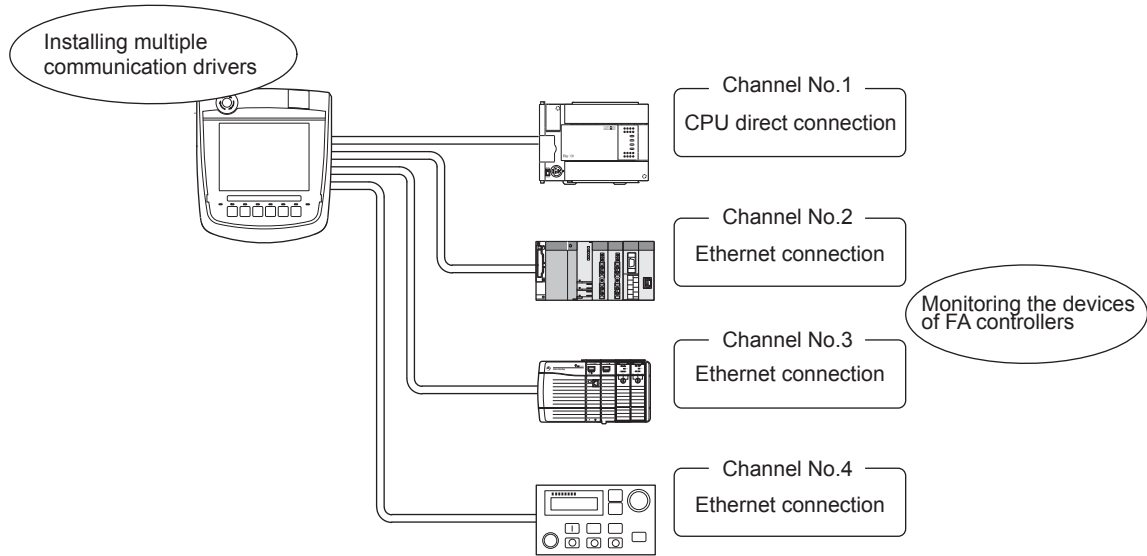 Installing multiple
communication drivers
Channel No.1
CPU direct connection
Channel No.2
Ethernet connection
Monitoring the devices
of FA controllers
Channel No.3
Ethernet connection
Channel No.4
Ethernet connection